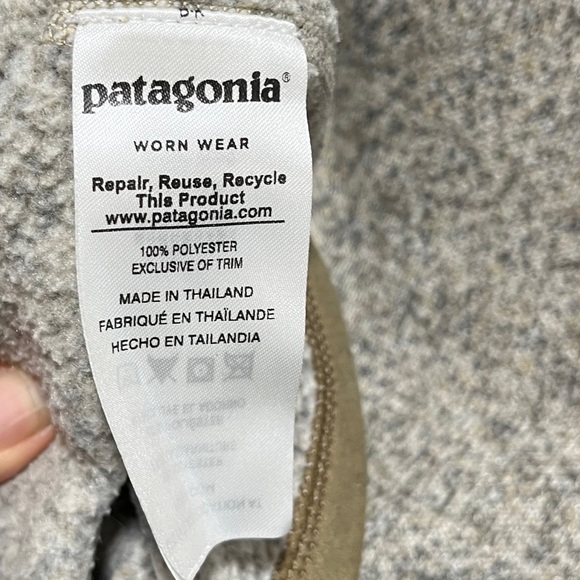 patagonia®
WORN WEAR
Repair, Reuse, Recycle
This Product
www.patagonia.com
100% POLYESTER
EXCLUSIVE OF TRIM
MADE IN THAILAND
FABRIQUÉ EN THAÏLANDE
HECHO EN TAILANDIA